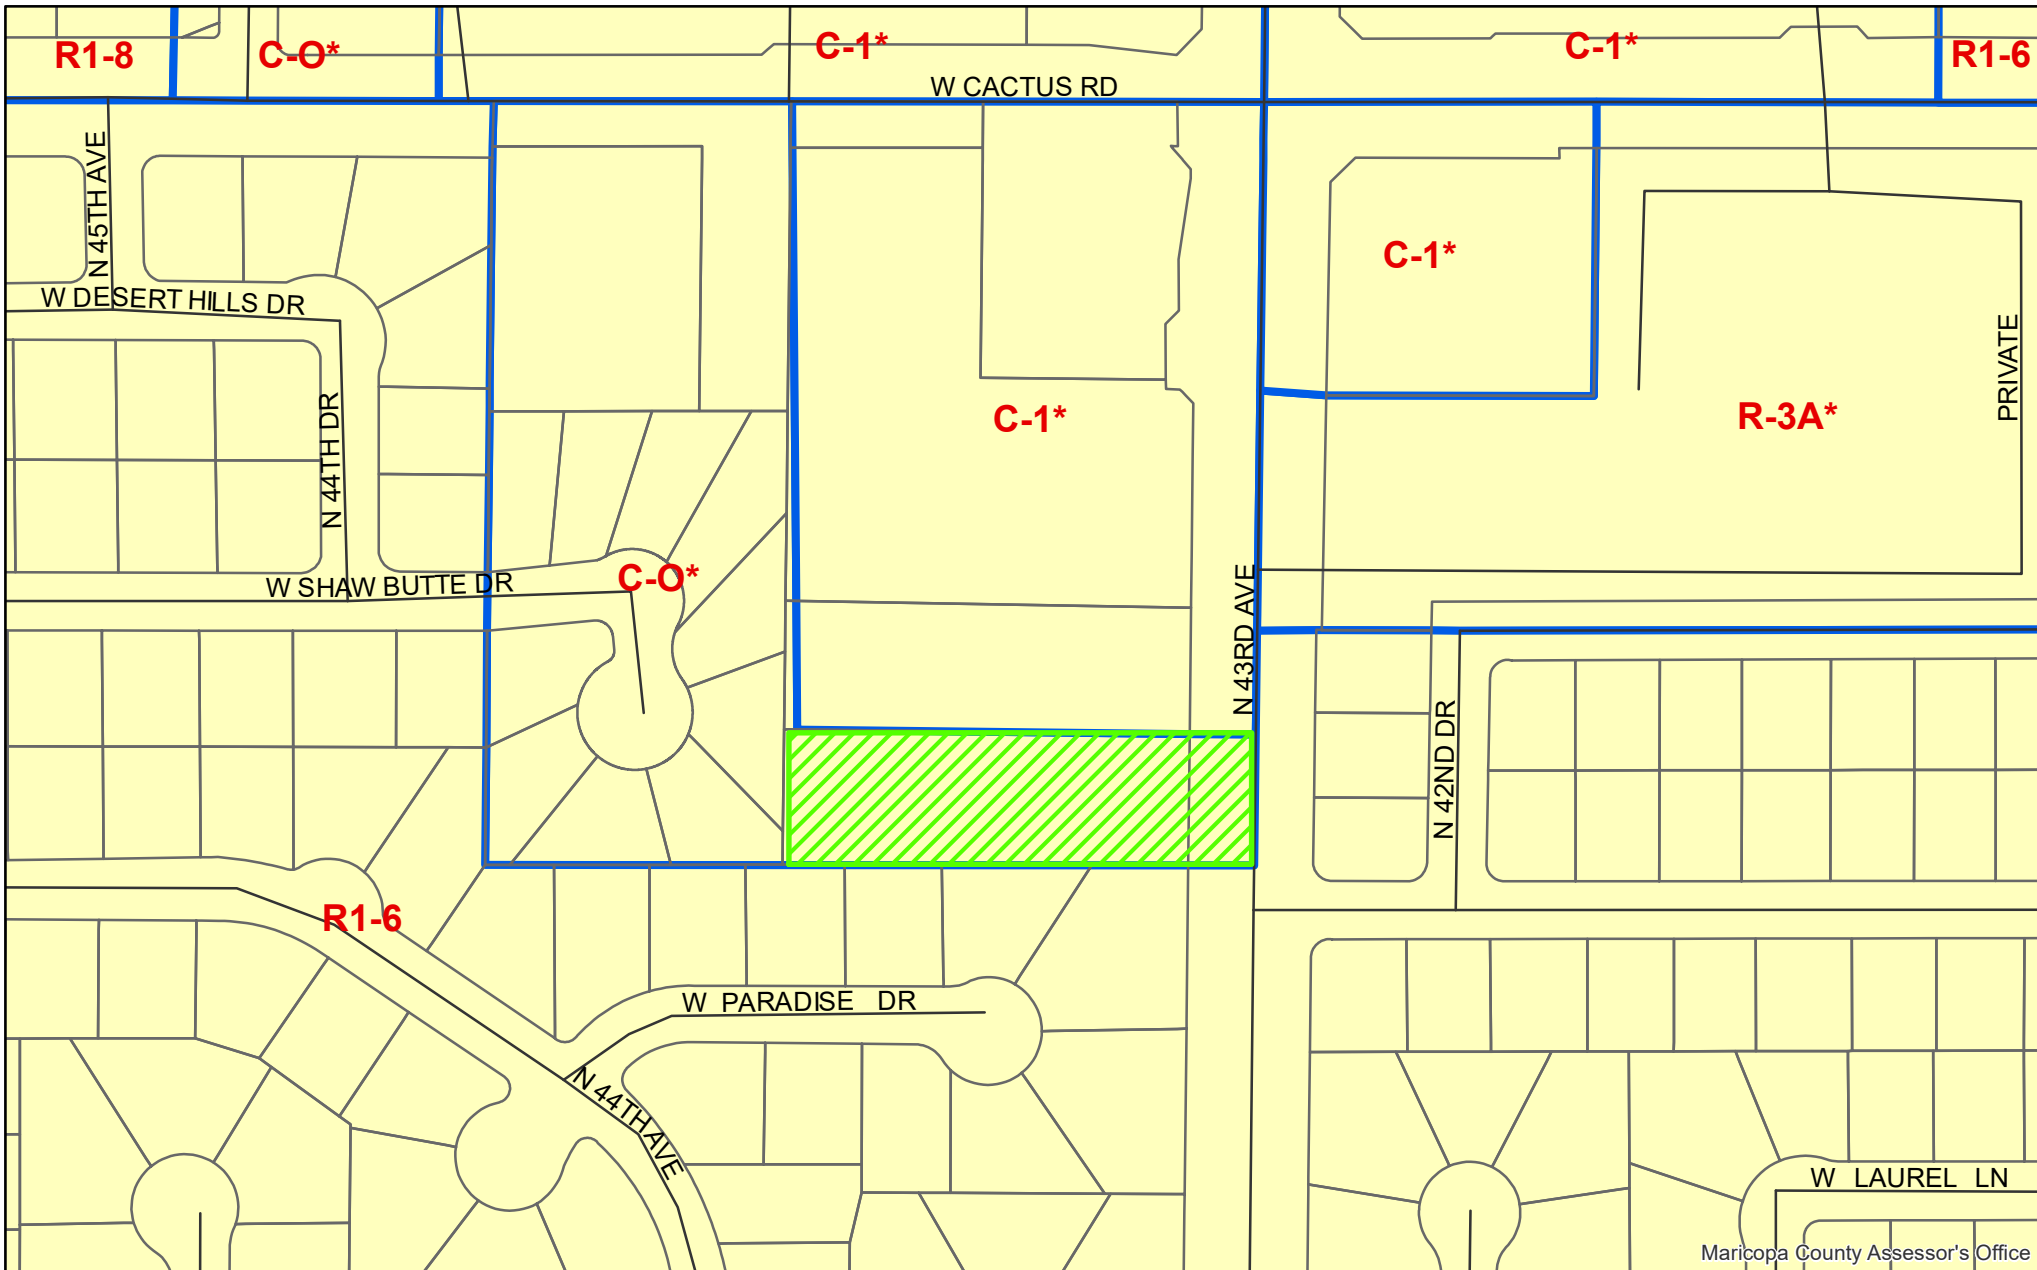 R1-8
C-O*
C-1*
C-1*
R1-6
W CACTUS RD
N 45TH AVE
C-1*
W DESERT HILLS DR
PRIVATE
N 44TH DR
C-1*
R-3A*
W SHAW BUTTE DR
C-O*
N 43RD AVE
N 42ND DR
R1-6
W PARADISE DR
N 44TH AVE
W LAUREL LN
Maricopa County Assessor's Office